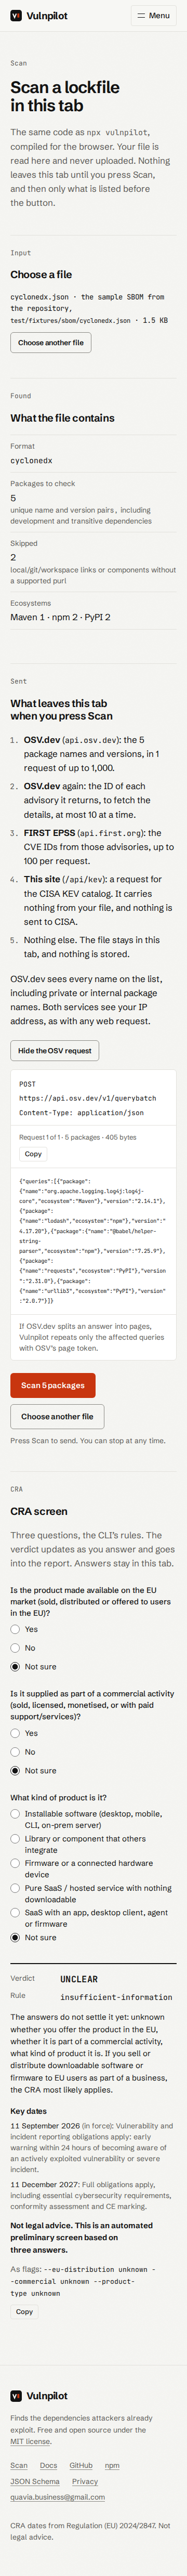 Vulnpilot
Menu
Scan
Scan a lockfile
in this tab
The same code as npx vulnpilot,
compiled for the browser. Your file is
read here and never uploaded. Nothing
leaves this tab until you press Scan,
and then only what is listed before
the button.
Input
Choose a file
cyclonedx.json · the sample SBOM from
the repository,
test/fixtures/sbom/cyclonedx.json · 1.5 KB
Choose another file
Found
What the file contains
Format
cyclonedx
Packages to check
5
unique name and version pairs, including
development and transitive dependencies
Skipped
2
local/git/workspace links or components without
a supported purl
Ecosystems
Maven 1 · npm 2 · PyPI 2
Sent
What leaves this tab
when you press Scan
1. OSV.dev (api.osv.dev): the 5
package names and versions, in 1
request of up to 1,000.
2. OSV.dev again: the ID of each
advisory it returns, to fetch the
details, at most 10 at a time.
3. FIRST EPSS (api.first.org): the
CVE IDs from those advisories, up to
100 per request.
4. This site (/api/kev): a request for
the CISA KEV catalog. It carries
nothing from your file, and nothing is
sent to CISA.
5. Nothing else. The file stays in this
tab, and nothing is stored.
OSV.dev sees every name on the list,
including private or internal package
names. Both services see your IP
address, as with any web request.
Hide the OSV request
POST
https://api.osv.dev/v1/querybatch
Content-Type: application/json
Request 1 of 1 · 5 packages · 405 bytes
Copy
{"queries":[{"package":
{"name":"org.apache.logging.log4j:log4j-
core","ecosystem":"Maven"},"version":"2.14.1"},
{"package":
{"name":"lodash","ecosystem":"npm"},"version":"
4.17.20"},{"package":{"name":"@babel/helper-
string-
parser","ecosystem":"npm"},"version":"7.25.9"},
{"package":
{"name":"requests","ecosystem":"PyPI"},"version
":"2.31.0"},{"package":
{"name":"urllib3","ecosystem":"PyPI"},"version"
:"2.0.7"}]}
If OSV.dev splits an answer into pages,
Vulnpilot repeats only the affected queries
with OSV's page token.
Scan 5 packages
Choose another file
Press Scan to send. You can stop at any time.
CRA
CRA screen
Three questions, the CLI's rules. The
verdict updates as you answer and goes
into the report. Answers stay in this tab.
Is the product made available on the EU
market (sold, distributed or offered to users
in the EU)?
Yes
No
Not sure
Is it supplied as part of a commercial activity
(sold, licensed, monetised, or with paid
support/services)?
Yes
No
Not sure
What kind of product is it?
Installable software (desktop, mobile,
CLI, on-prem server)
Library or component that others
integrate
Firmware or a connected hardware
device
Pure SaaS / hosted service with nothing
downloadable
SaaS with an app, desktop client, agent
or firmware
Not sure
Verdict UNCLEAR
Rule insufficient-information
The answers do not settle it yet: unknown
whether you offer the product in the EU,
whether it is part of a commercial activity,
what kind of product it is. If you sell or
distribute downloadable software or
firmware to EU users as part of a business,
the CRA most likely applies.
Key dates
11 September 2026 (in force): Vulnerability and
incident reporting obligations apply: early
warning within 24 hours of becoming aware of
an actively exploited vulnerability or severe
incident.
11 December 2027: Full obligations apply,
including essential cybersecurity requirements,
conformity assessment and CE marking.
Not legal advice. This is an automated
preliminary screen based on
three answers.
As flags: --eu-distribution unknown -
-commercial unknown --product-
type unknown
Copy
Vulnpilot
Finds the dependencies attackers already
exploit. Free and open source under the
MIT license.
Scan Docs GitHub npm
JSON Schema Privacy
quavia.business@gmail.com
CRA dates from Regulation (EU) 2024/2847. Not
legal advice.